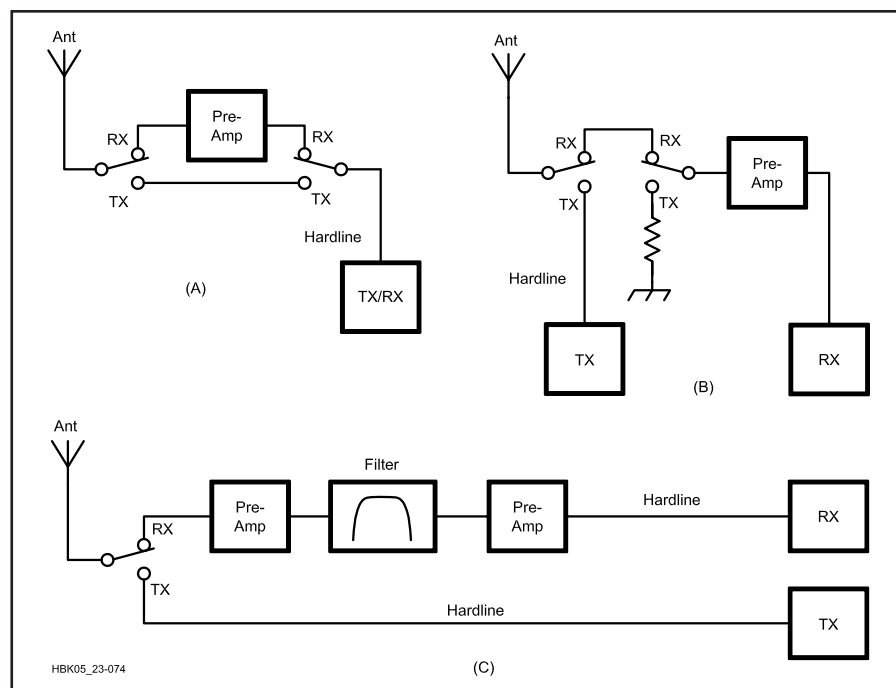 Ant
Pre-
Amp
RX
RX
TX
TX
Hardline
TX/RX
(A)
Ant
RX
RX
Pre-
Amp
TX
TX
Hardline
TX
RX
(B)
Ant
Filter
Pre-
Amp
Pre-
Amp
Hardline
RX
RX
TX
Hardline
TX
HBK05_23-074
(C)